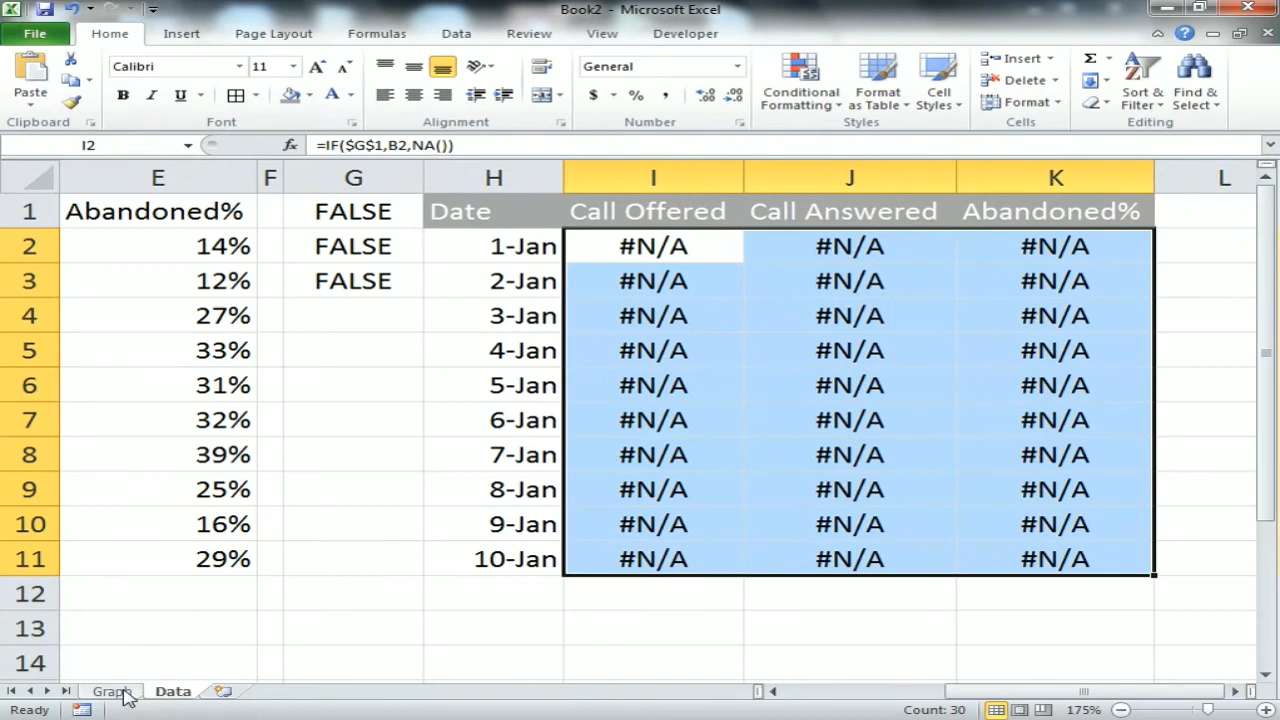 Book2 - Microsoft Excel
File Home Insert Page Layout Formulas Data Review View Developer
Paste
Calibri 11
General
Conditional Formatting
Format as Table
Cell Styles
Insert
Delete
Format
Sort & Filter
Find & Select
Clipboard Font Alignment Number Styles Cells Editing
I2 fx =IF($G$1,B2,NA())
E F G H I J K L
1 Abandoned% FALSE Date Call Offered Call Answered Abandoned%
2 14% FALSE 1-Jan #N/A #N/A #N/A
3 12% FALSE 2-Jan #N/A #N/A #N/A
4 27% 3-Jan #N/A #N/A #N/A
5 33% 4-Jan #N/A #N/A #N/A
6 31% 5-Jan #N/A #N/A #N/A
7 32% 6-Jan #N/A #N/A #N/A
8 39% 7-Jan #N/A #N/A #N/A
9 25% 8-Jan #N/A #N/A #N/A
10 16% 9-Jan #N/A #N/A #N/A
11 29% 10-Jan #N/A #N/A #N/A
12
13
14
Graph Data
Ready Count: 30 175%